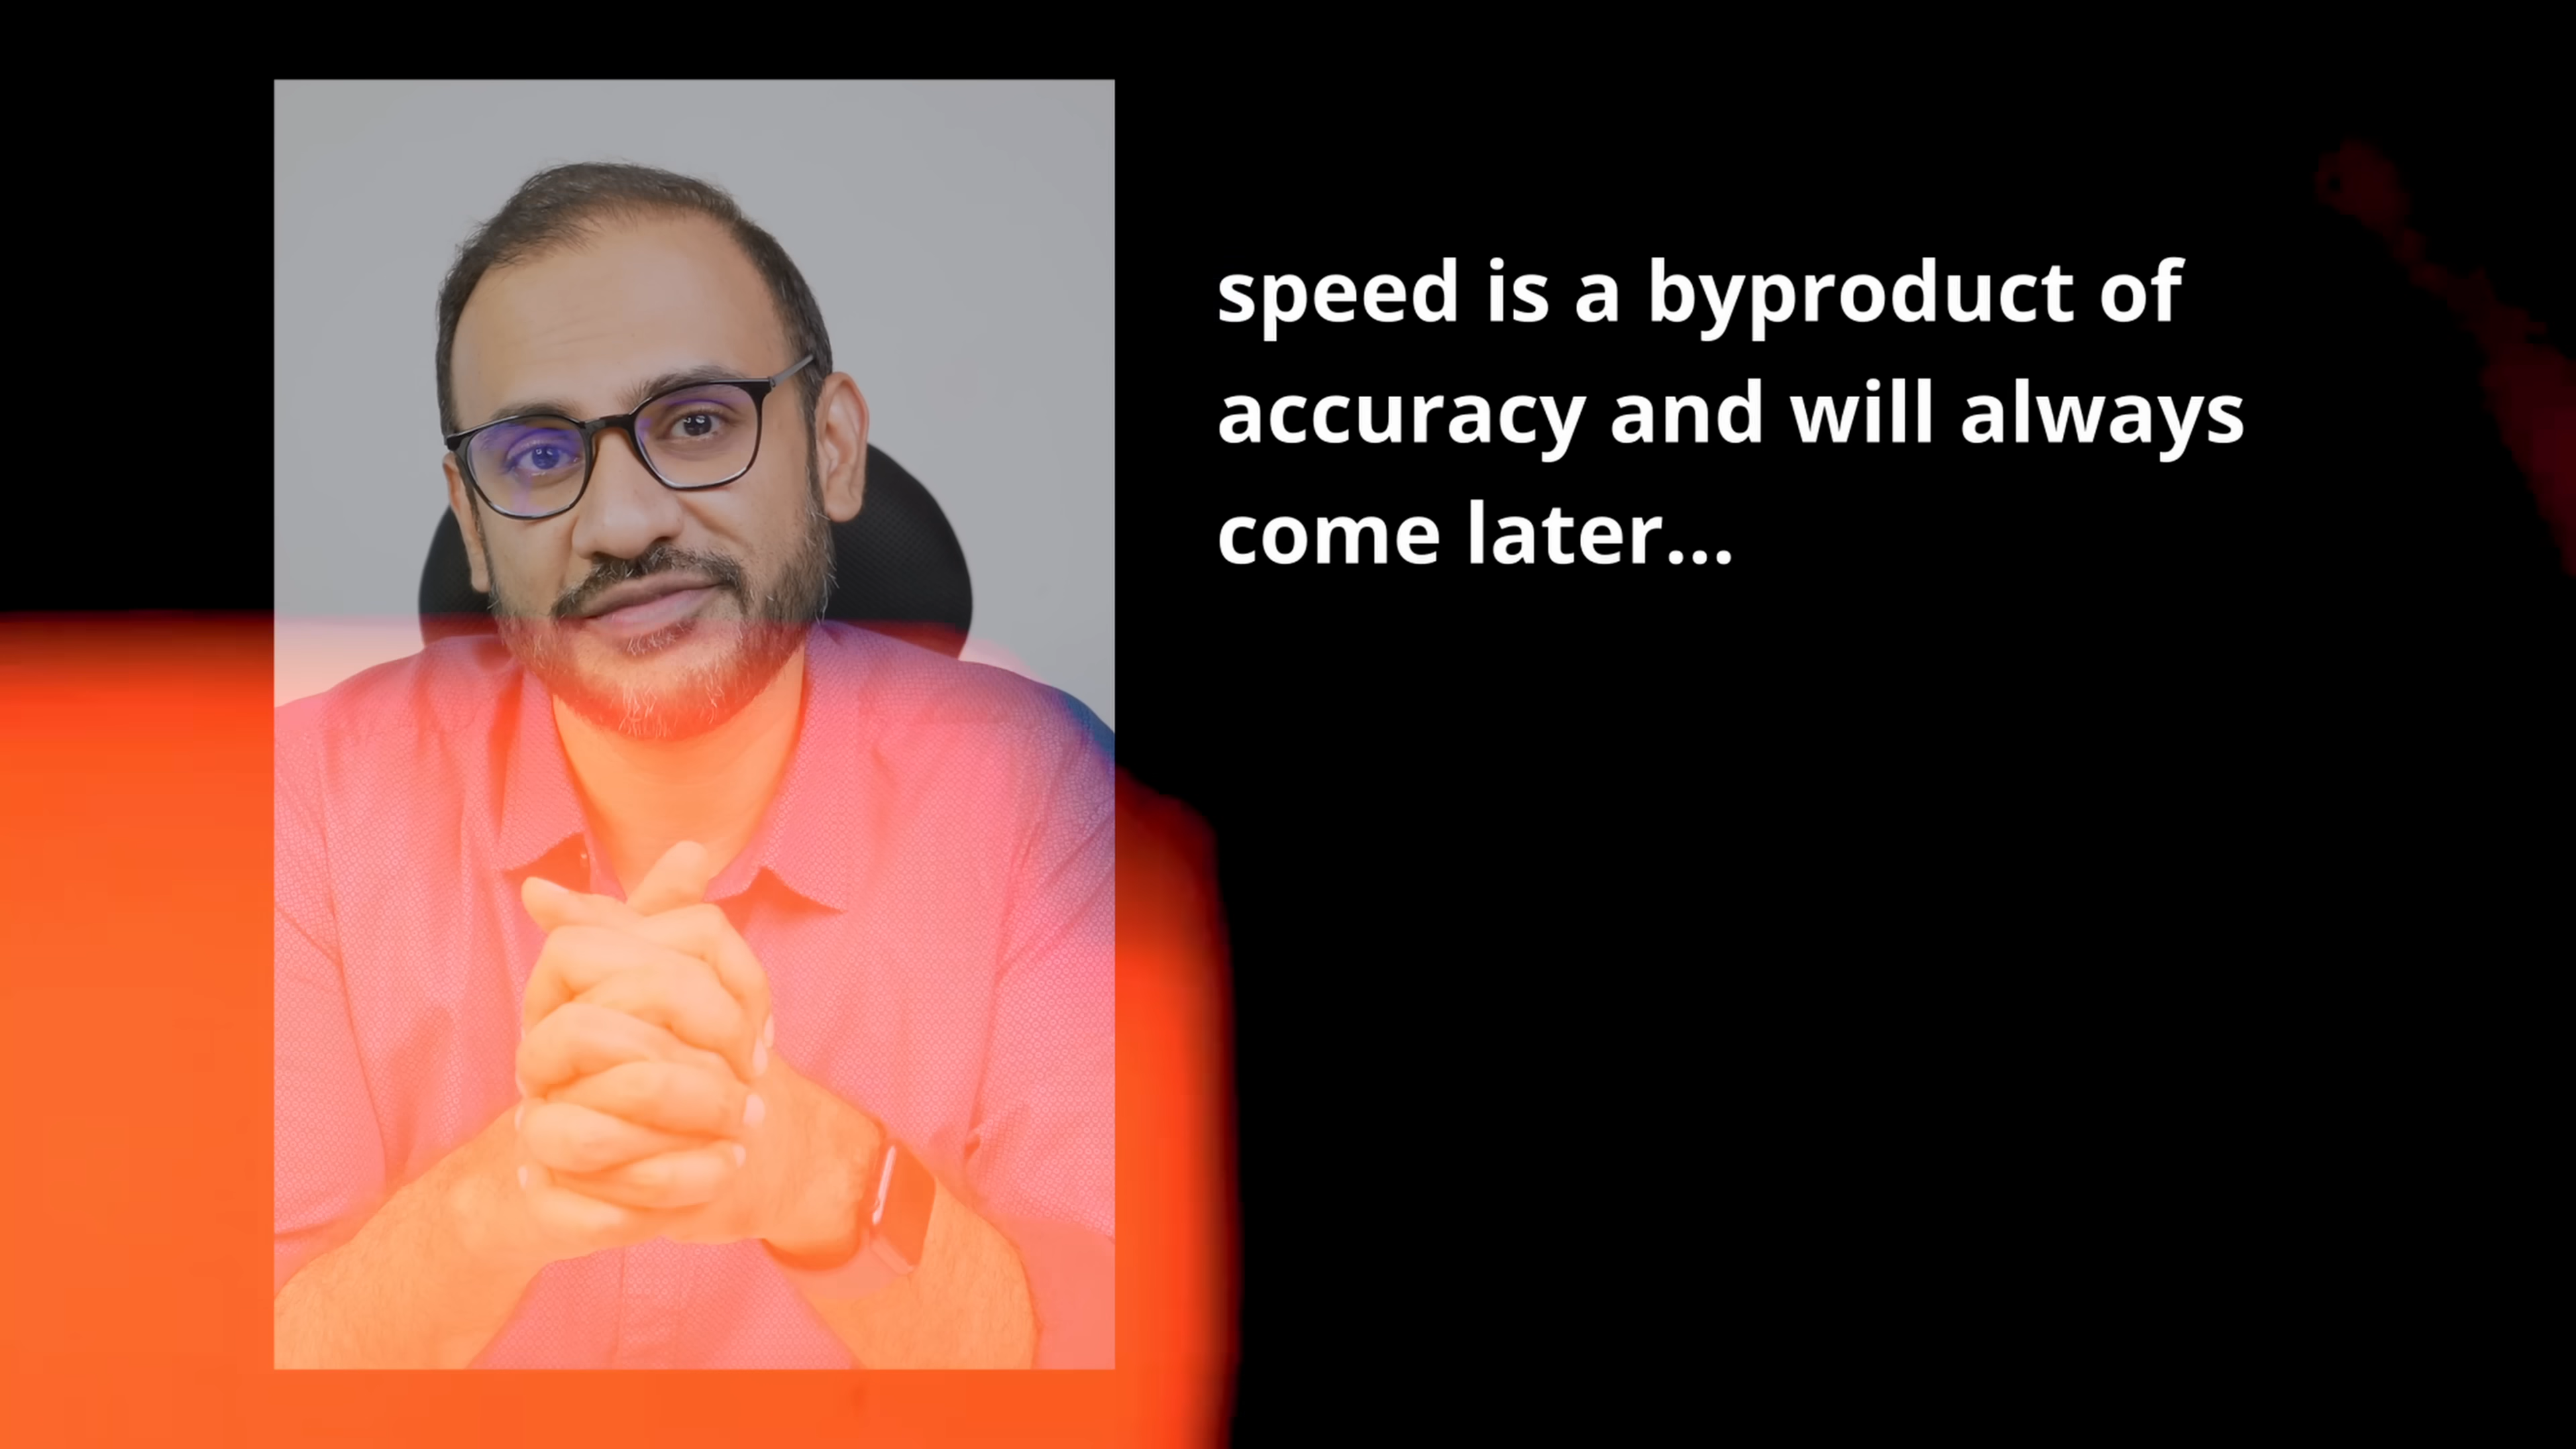 speed is a byproduct of
accuracy and will always
come later...